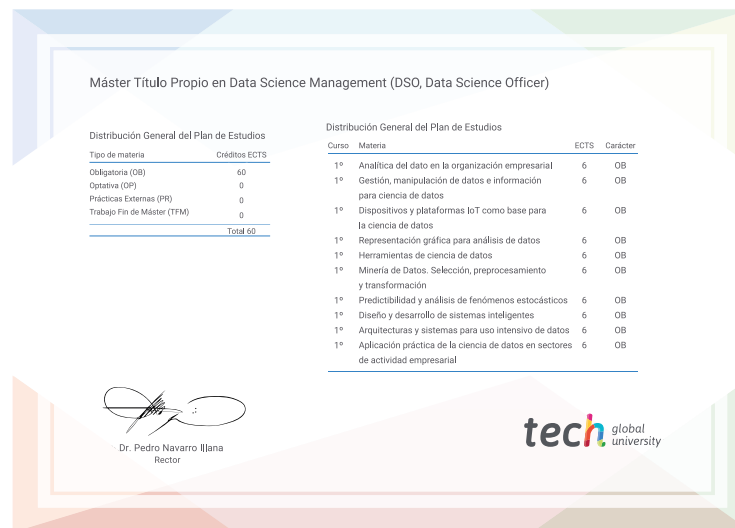 Máster Título Propio en Data Science Management (DSO, Data Science Officer)
Distribución General del Plan de Estudios
Tipo de materia Créditos ECTS
Obligatoria (OB) 60
Optativa (OP) 0
Prácticas Externas (PR) 0
Trabajo Fin de Máster (TFM) 0
Total 60
Distribución General del Plan de Estudios
Curso Materia ECTS Carácter
1º Analítica del dato en la organización empresarial 6 OB
1º Gestión, manipulación de datos e información 6 OB
para ciencia de datos
1º Dispositivos y plataformas IoT como base para 6 OB
la ciencia de datos
1º Representación gráfica para análisis de datos 6 OB
1º Herramientas de ciencia de datos 6 OB
1º Minería de Datos. Selección, preprocesamiento 6 OB
y transformación
1º Predictibilidad y análisis de fenómenos estocásticos 6 OB
1º Diseño y desarrollo de sistemas inteligentes 6 OB
1º Arquitecturas y sistemas para uso intensivo de datos 6 OB
1º Aplicación práctica de la ciencia de datos en sectores 6 OB
de actividad empresarial
Dr. Pedro Navarro Illana
Rector
tech global
university